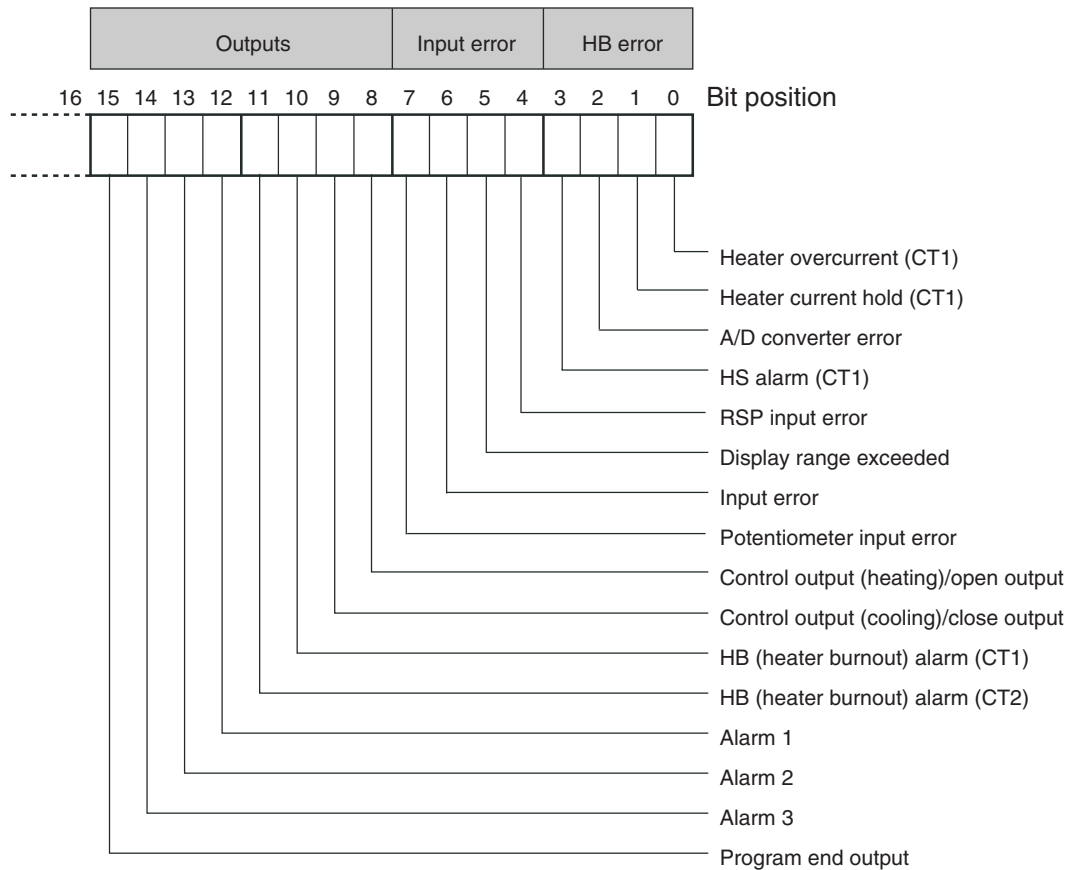 Outputs Input error HB error
16 15 14 13 12 11 10 9 8 7 6 5 4 3 2 1 0 Bit position
Heater overcurrent (CT1)
Heater current hold (CT1)
A/D converter error
HS alarm (CT1)
RSP input error
Display range exceeded
Input error
Potentiometer input error
Control output (heating)/open output
Control output (cooling)/close output
HB (heater burnout) alarm (CT1)
HB (heater burnout) alarm (CT2)
Alarm 1
Alarm 2
Alarm 3
Program end output